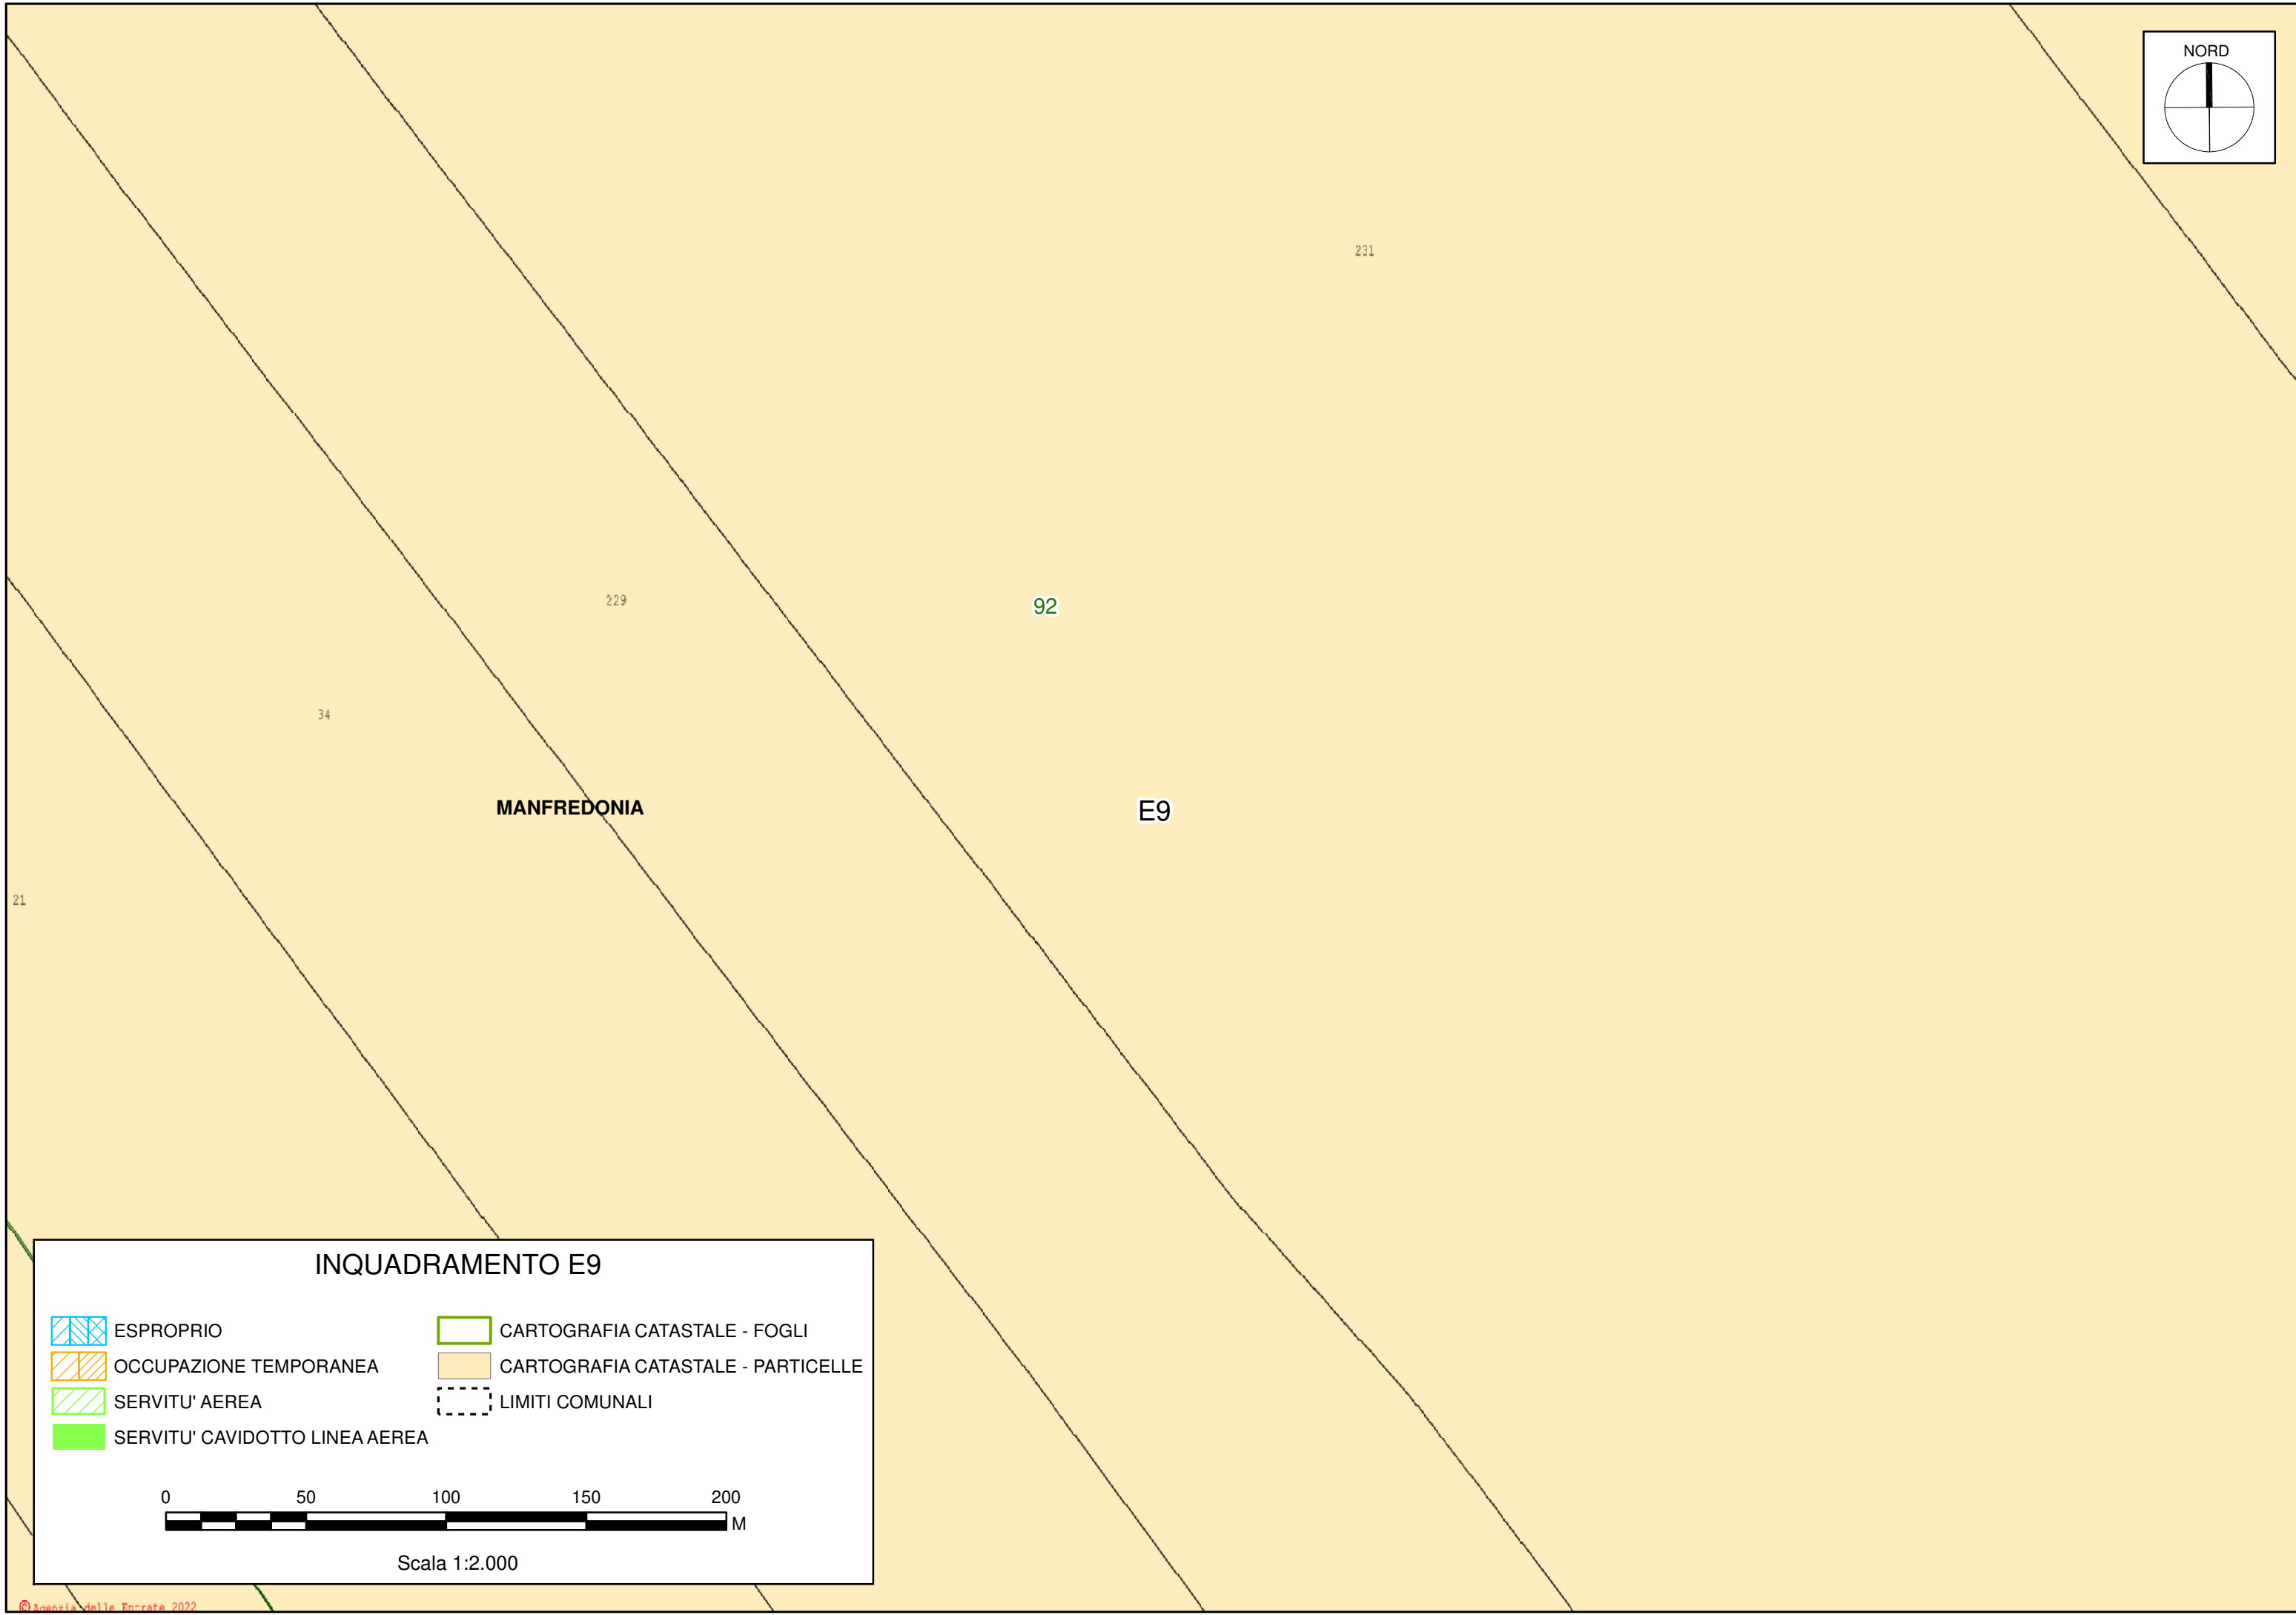 NORD
231
229
92
34
MANFREDONIA
E9
21
INQUADRAMENTO E9
ESPROPRIO
OCCUPAZIONE TEMPORANEA
SERVITU' AEREA
SERVITU' CAVIDOTTO LINEA AEREA
CARTOGRAFIA CATASTALE - FOGLI
CARTOGRAFIA CATASTALE - PARTICELLE
LIMITI COMUNALI
0 50 100 150 200
M
Scala 1:2.000
© Agenzia delle Entrate 2022